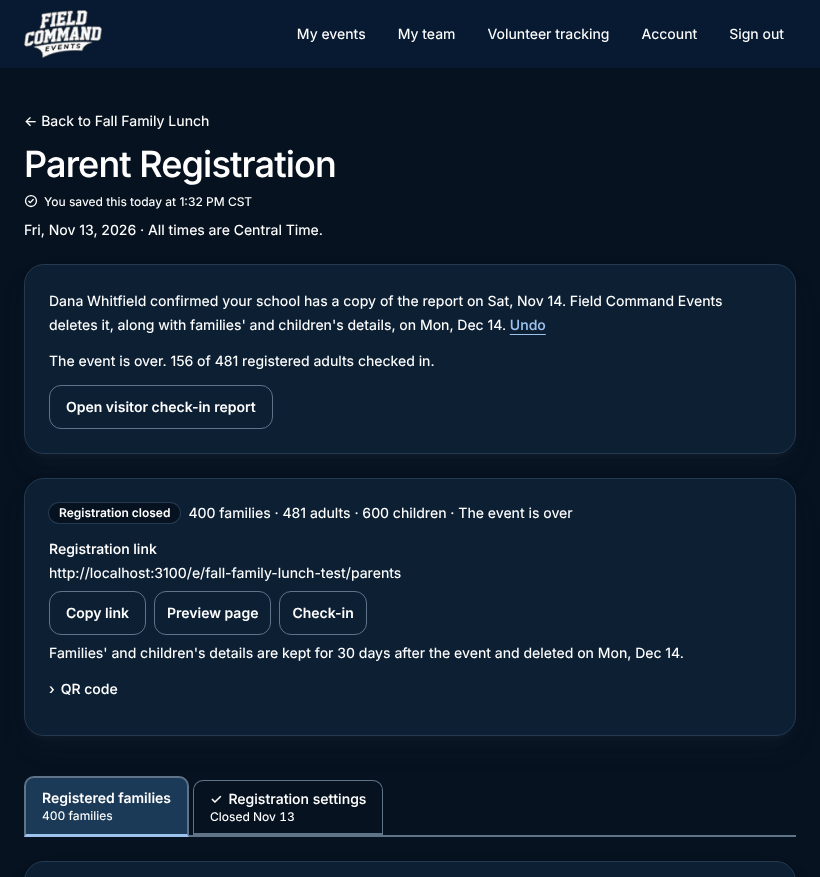 FIELD
COMMAND
EVENTS
My events
My team
Volunteer tracking
Account
Sign out
← Back to Fall Family Lunch
Parent Registration
You saved this today at 1:32 PM CST
Fri, Nov 13, 2026 · All times are Central Time.
Dana Whitfield confirmed your school has a copy of the report on Sat, Nov 14. Field Command Events
deletes it, along with families' and children's details, on Mon, Dec 14. Undo
The event is over. 156 of 481 registered adults checked in.
Open visitor check-in report
Registration closed 400 families · 481 adults · 600 children · The event is over
Registration link
http://localhost:3100/e/fall-family-lunch-test/parents
Copy link
Preview page
Check-in
Families' and children's details are kept for 30 days after the event and deleted on Mon, Dec 14.
› QR code
Registered families
400 families
✓ Registration settings
Closed Nov 13